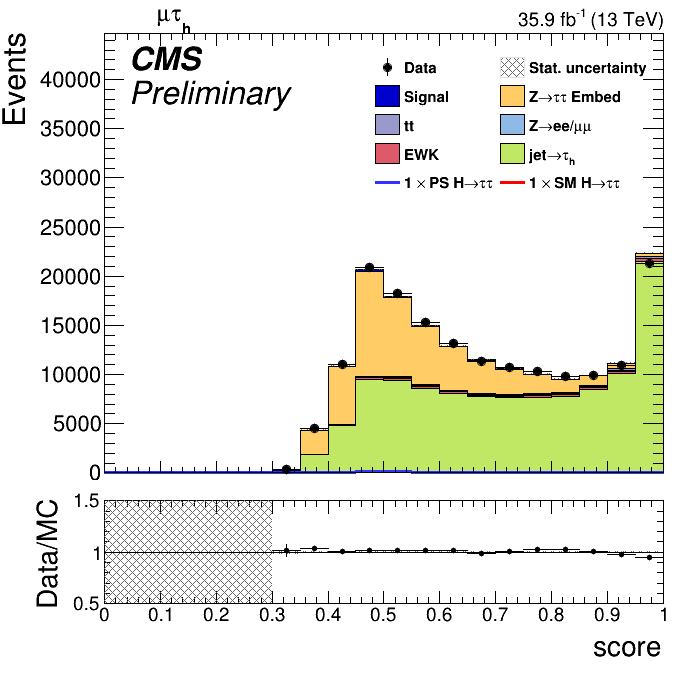 μτh 35.9 fb-1 (13 TeV)
CMS
Preliminary
Data
Stat. uncertainty
Signal
Z→ττ Embed
tt
Z→ee/μμ
EWK
jet→τh
1 × PS H→ττ
1 × SM H→ττ
Events
40000
35000
30000
25000
20000
15000
10000
5000
0
Data/MC
1.5
1
0.5
0 0.1 0.2 0.3 0.4 0.5 0.6 0.7 0.8 0.9 1
score